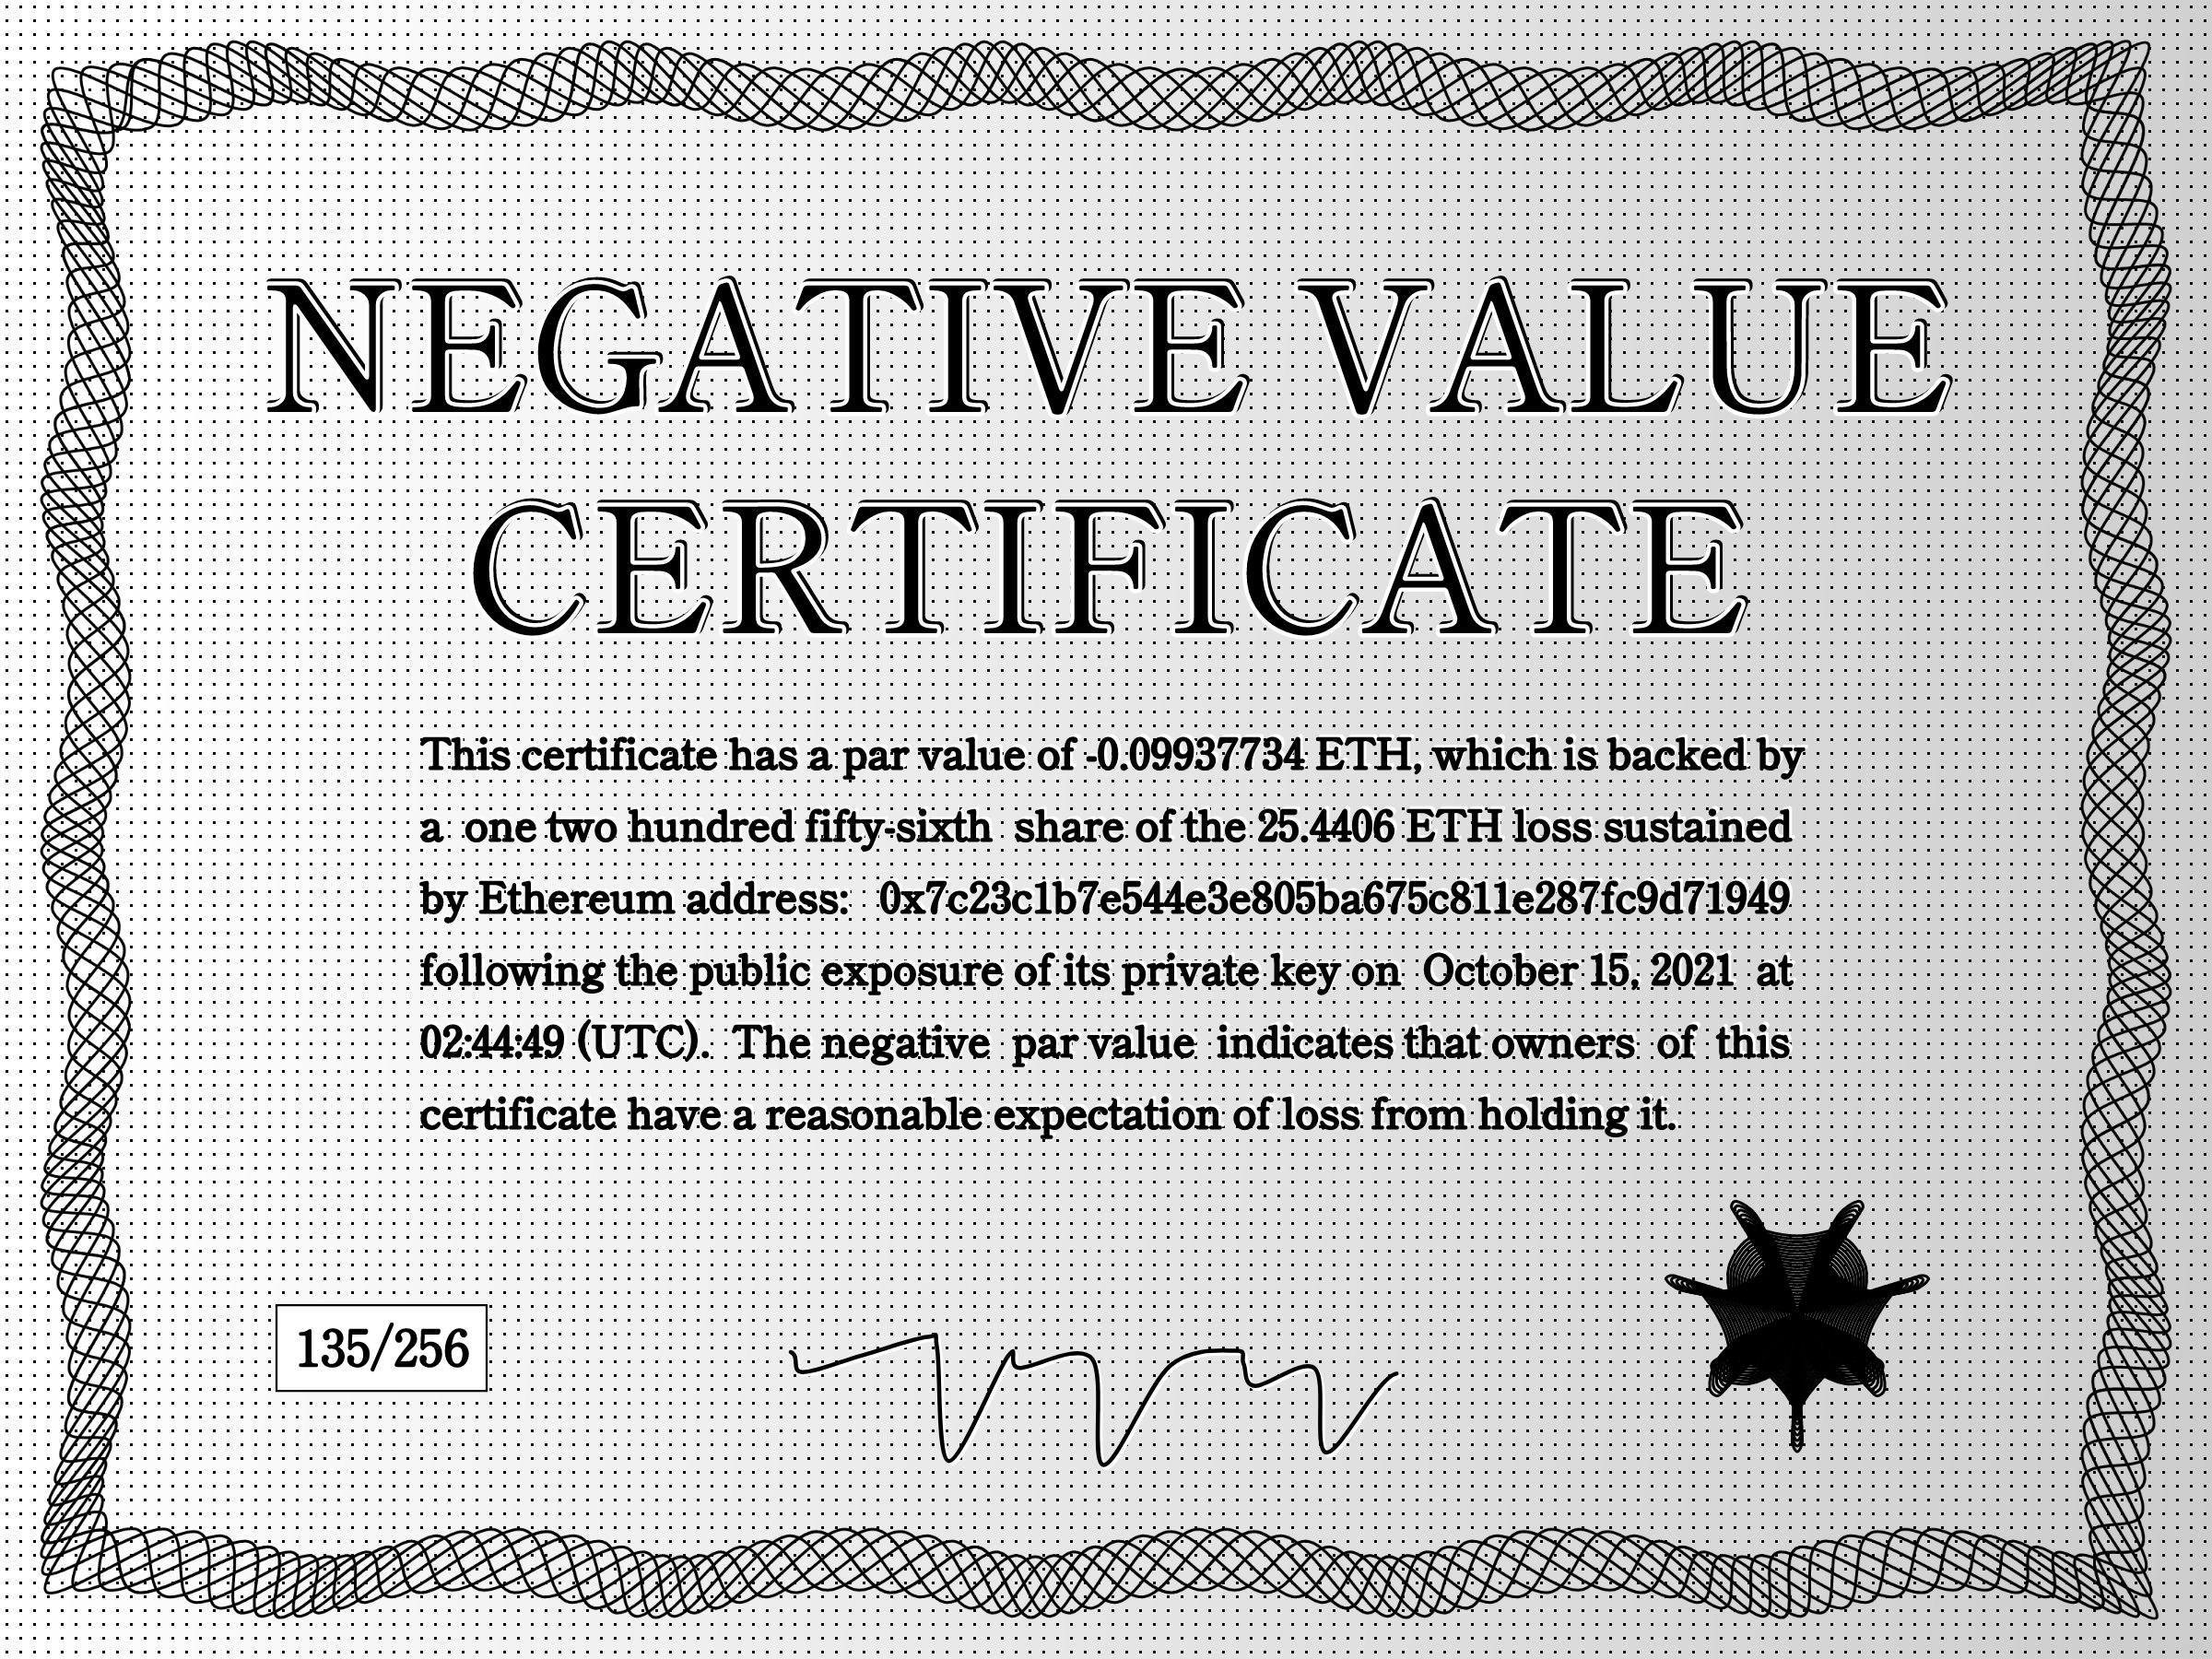 NEGATIVE VALUE
CERTIFICATE
This certificate has a par value of -0.09937734 ETH, which is backed by
a one two hundred fifty-sixth share of the 25.4406 ETH loss sustained
by Ethereum address: 0x7c23c1b7e544e3e805ba675c811e287fc9d71949
following the public exposure of its private key on October 15, 2021 at
02:44:49 (UTC). The negative par value indicates that owners of this
certificate have a reasonable expectation of loss from holding it.
135/256